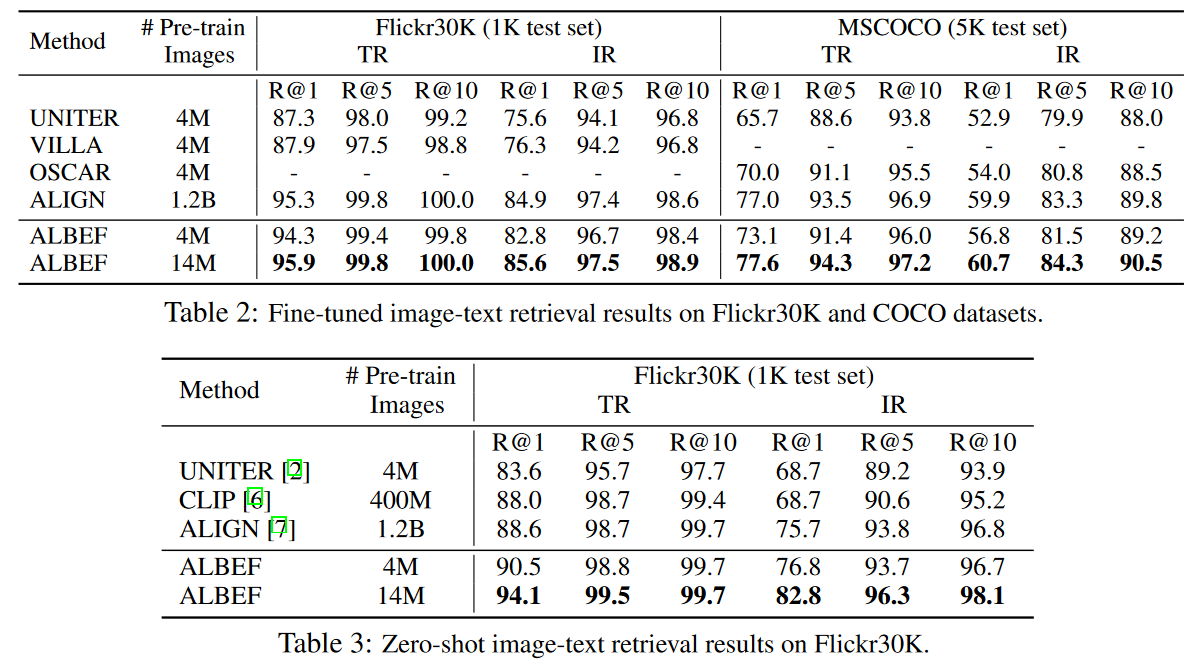 Method # Pre-train Images Flickr30K (1K test set) MSCOCO (5K test set)
TR IR TR IR
R@1 R@5 R@10 R@1 R@5 R@10 R@1 R@5 R@10 R@1 R@5 R@10
UNITER 4M 87.3 98.0 99.2 75.6 94.1 96.8 65.7 88.6 93.8 52.9 79.9 88.0
VILLA 4M 87.9 97.5 98.8 76.3 94.2 96.8 - - - - - -
OSCAR 4M - - - - - - 70.0 91.1 95.5 54.0 80.8 88.5
ALIGN 1.2B 95.3 99.8 100.0 84.9 97.4 98.6 77.0 93.5 96.9 59.9 83.3 89.8
ALBEF 4M 94.3 99.4 99.8 82.8 96.7 98.4 73.1 91.4 96.0 56.8 81.5 89.2
ALBEF 14M 95.9 99.8 100.0 85.6 97.5 98.9 77.6 94.3 97.2 60.7 84.3 90.5
Table 2: Fine-tuned image-text retrieval results on Flickr30K and COCO datasets.
Method # Pre-train Images Flickr30K (1K test set)
TR IR
R@1 R@5 R@10 R@1 R@5 R@10
UNITER [2] 4M 83.6 95.7 97.7 68.7 89.2 93.9
CLIP [6] 400M 88.0 98.7 99.4 68.7 90.6 95.2
ALIGN [7] 1.2B 88.6 98.7 99.7 75.7 93.8 96.8
ALBEF 4M 90.5 98.8 99.7 76.8 93.7 96.7
ALBEF 14M 94.1 99.5 99.7 82.8 96.3 98.1
Table 3: Zero-shot image-text retrieval results on Flickr30K.